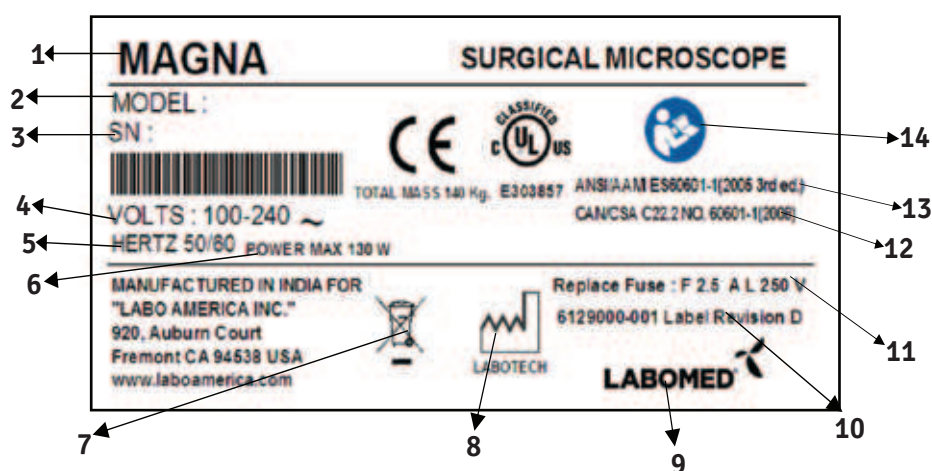 1 MAGNA SURGICAL MICROSCOPE
2 MODEL :
3 SN :
CE
CLASSIFIED
C UL US
14
TOTAL MASS 140 Kg. E303857
ANSI/AAMI ES60601-1(2005 3rd ed.) 13
4 VOLTS : 100-240 ~
CAN/CSA C22.2 NO. 60601-1(2008) 12
5 HERTZ 50/60 POWER MAX 130 W
6
MANUFACTURED IN INDIA FOR
"LABO AMERICA INC."
920, Auburn Court
Fremont CA 94538 USA
www.laboamerica.com
LABOTECH
Replace Fuse : F 2.5 A L 250 V
6129000-001 Label Revision D
11
LABOMED
7
8
9
10